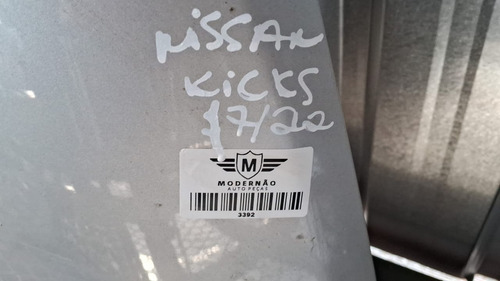 NISSAN
KICKS
17/22
M
MODERNÃO
AUTO PEÇAS
3392